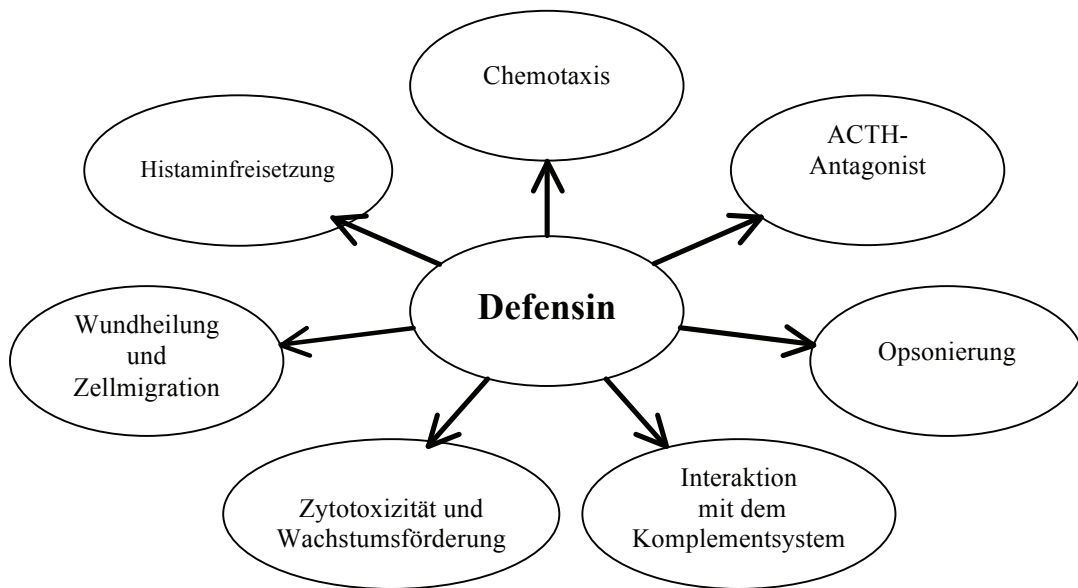 Chemotaxis
ACTH-
Antagonist
Histaminfreisetzung
Defensin
Wundheilung
und
Zellmigration
Opsonierung
Zytotoxizität und
Wachstumsförderung
Interaktion
mit dem
Komplementsystem